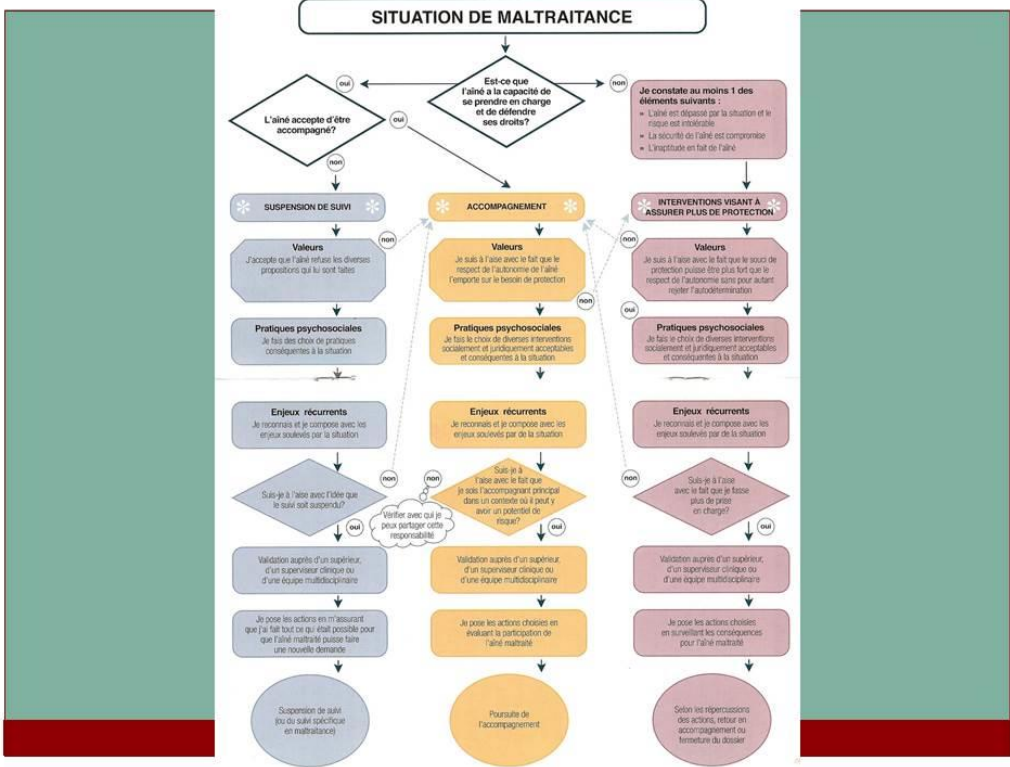 SITUATION DE MALTRAITANCE
Est-ce que
l'aîné a la capacité de
se prendre en charge
et de défendre
ses droits?
oui
non
L'aîné accepte d'être
accompagné?
oui
non
Je constate au moins 1 des
éléments suivants :
L'aîné est dépassé par la situation et le
risque est intolérable
La sécurité de l'aîné est compromise
L'inaptitude en fait de l'aîné
SUSPENSION DE SUIVI
Valeurs
J'accepte que l'aîné refuse les diverses
propositions qui lui sont faites
non
Pratiques psychosociales
Je fais des choix de pratiques
conséquentes à la situation
Enjeux récurrents
Je reconnais et je compose avec les
enjeux soulevés par la situation
Suis-je à l'aise avec l'idée que
le suivi soit suspendu?
non
oui
Validation auprès d'un supérieur,
d'un superviseur clinique ou
d'une équipe multidisciplinaire
Je pose les actions en m'assurant
que j'ai fait tout ce qui était possible pour
que l'aîné maltraité puisse faire
une nouvelle demande
Suspension de suivi
(ou du suivi spécifique
en maltraitance)
ACCOMPAGNEMENT
Valeurs
Je suis à l'aise avec le fait que le
respect de l'autonomie de l'aîné
l'emporte sur le besoin de protection
non
Pratiques psychosociales
Je fais le choix de diverses interventions
socialement et juridiquement acceptables
et conséquentes à la situation
Enjeux récurrents
Je reconnais et je compose avec les
enjeux soulevés par de la situation
Suis-je à
l'aise avec le fait que
je sois l'accompagnant principal
dans un contexte où il peut y
avoir un potentiel de
risque?
non
Vérifier avec qui je
peux partager cette
responsabilité
oui
Validation auprès d'un supérieur,
d'un superviseur clinique ou
d'une équipe multidisciplinaire
Je pose les actions choisies en
évaluant la participation de
l'aîné maltraité
Poursuite de
l'accompagnement
INTERVENTIONS VISANT À
ASSURER PLUS DE PROTECTION
non
Valeurs
Je suis à l'aise avec le fait que le souci de
protection puisse être plus fort que le
respect de l'autonomie sans pour autant
rejeter l'autodétermination
oui
Pratiques psychosociales
Je fais le choix de diverses interventions
socialement et juridiquement acceptables
et conséquentes à la situation
Enjeux récurrents
Je reconnais et je compose avec les
enjeux soulevés par de la situation
Suis-je à l'aise
avec le fait que je fasse
plus de prise
en charge?
non
oui
Validation auprès d'un supérieur,
d'un superviseur clinique ou
d'une équipe multidisciplinaire
Je pose les actions choisies
en surveillant les conséquences
pour l'aîné maltraité
Selon les répercussions
des actions, retour en
accompagnement ou
fermeture du dossier